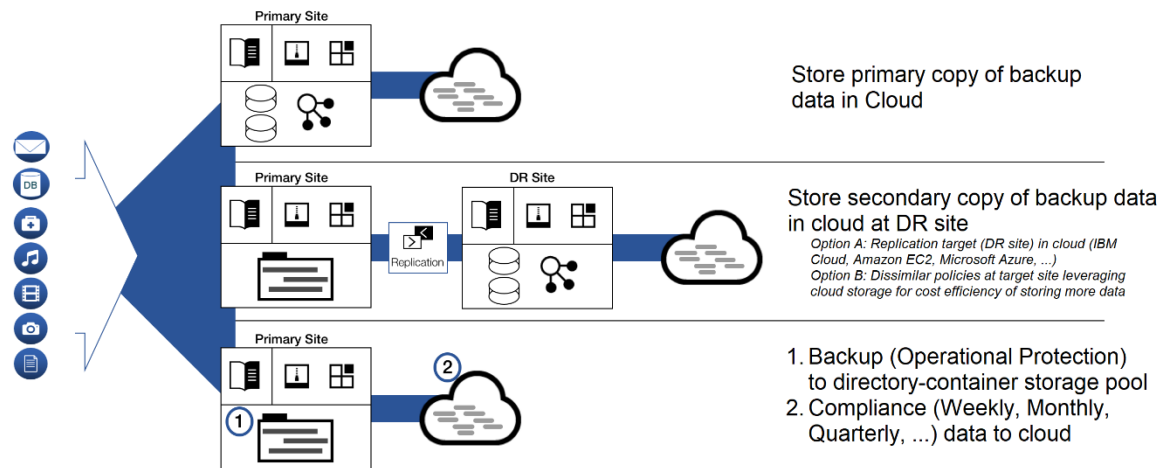 Primary Site
Store primary copy of backup
data in Cloud
DB
Primary Site
DR Site
Replication
Store secondary copy of backup data
in cloud at DR site
Option A: Replication target (DR site) in cloud (IBM
Cloud, Amazon EC2, Microsoft Azure, ...)
Option B: Dissimilar policies at target site leveraging
cloud storage for cost efficiency of storing more data
Primary Site
1
2
1. Backup (Operational Protection)
to directory-container storage pool
2. Compliance (Weekly, Monthly,
Quarterly, ...) data to cloud